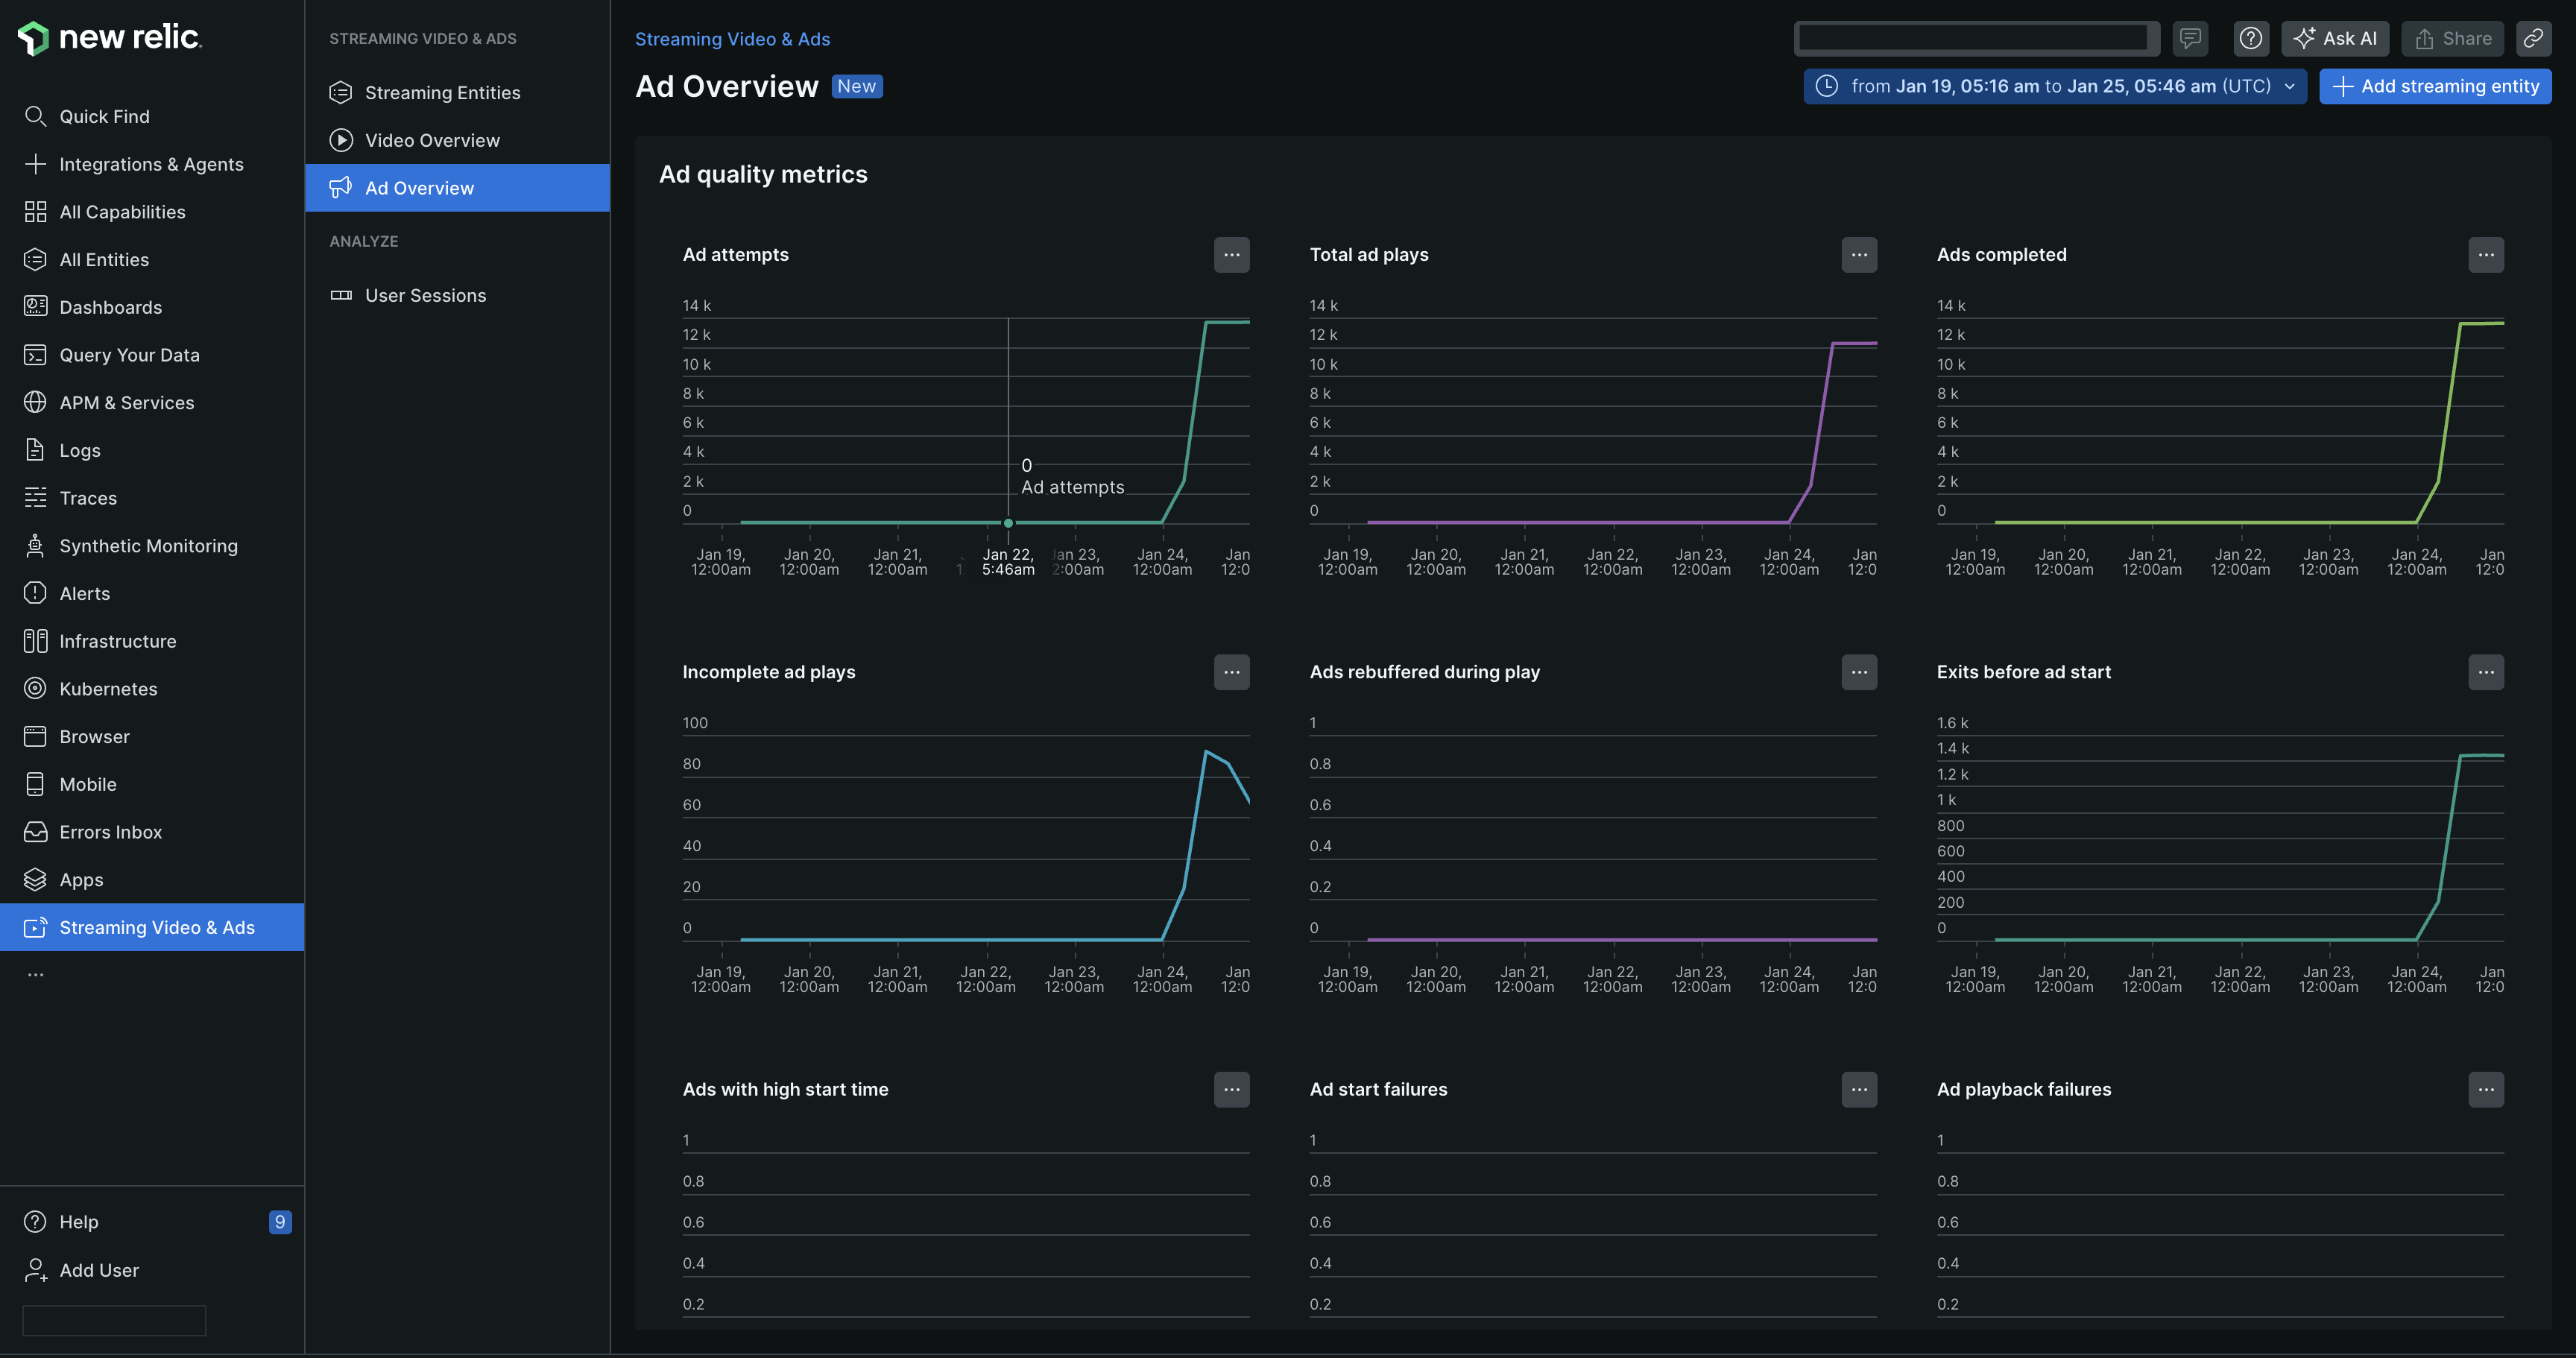 new relic.
Quick Find
Integrations & Agents
All Capabilities
All Entities
Dashboards
Query Your Data
APM & Services
Logs
Traces
Synthetic Monitoring
Alerts
Infrastructure
Kubernetes
Browser
Mobile
Errors Inbox
Apps
Streaming Video & Ads
...
Help 9
Add User
STREAMING VIDEO & ADS
Streaming Entities
Video Overview
Ad Overview
ANALYZE
User Sessions
Streaming Video & Ads
Ask AI Share
Ad Overview New
from Jan 19, 05:16 am to Jan 25, 05:46 am (UTC)
Add streaming entity
Ad quality metrics
Ad attempts
14 k
12 k
10 k
8 k
6 k
4 k
2 k
0
0
Ad attempts
Jan 19, Jan 20, Jan 21, Jan 22, Jan 23, Jan 24, Jan
12:00am 12:00am 12:00am 5:46am 2:00am 12:00am 12:0
Total ad plays
14 k
12 k
10 k
8 k
6 k
4 k
2 k
0
Jan 19, Jan 20, Jan 21, Jan 22, Jan 23, Jan 24, Jan
12:00am 12:00am 12:00am 12:00am 12:00am 12:00am 12:0
Ads completed
14 k
12 k
10 k
8 k
6 k
4 k
2 k
0
Jan 19, Jan 20, Jan 21, Jan 22, Jan 23, Jan 24, Jan
12:00am 12:00am 12:00am 12:00am 12:00am 12:00am 12:0
Incomplete ad plays
100
80
60
40
20
0
Jan 19, Jan 20, Jan 21, Jan 22, Jan 23, Jan 24, Jan
12:00am 12:00am 12:00am 12:00am 12:00am 12:00am 12:0
Ads rebuffered during play
1
0.8
0.6
0.4
0.2
0
Jan 19, Jan 20, Jan 21, Jan 22, Jan 23, Jan 24, Jan
12:00am 12:00am 12:00am 12:00am 12:00am 12:00am 12:0
Exits before ad start
1.6 k
1.4 k
1.2 k
1 k
800
600
400
200
0
Jan 19, Jan 20, Jan 21, Jan 22, Jan 23, Jan 24, Jan
12:00am 12:00am 12:00am 12:00am 12:00am 12:00am 12:0
Ads with high start time
1
0.8
0.6
0.4
0.2
Ad start failures
1
0.8
0.6
0.4
0.2
Ad playback failures
1
0.8
0.6
0.4
0.2